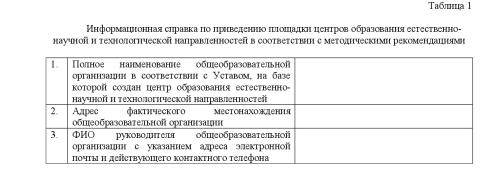 Таблица 1
Информационная справка по приведению площадки центров образования естественно-
научной и технологической направленностей в соответствии с методическими рекомендациями
1. Полное наименование общеобразовательной
организации в соответствии с Уставом, на базе
которой создан центр образования естественно-
научной и технологической направленностей
2. Адрес фактического местонахождения
общеобразовательной организации
3. ФИО руководителя общеобразовательной
организации с указанием адреса электронной
почты и действующего контактного телефона